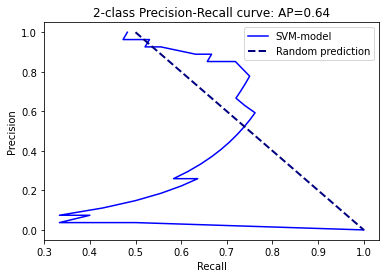 2-class Precision-Recall curve: AP=0.64
SVM-model
Random prediction
Precision
1.0
0.8
0.6
0.4
0.2
0.0
0.3 0.4 0.5 0.6 0.7 0.8 0.9 1.0
Recall